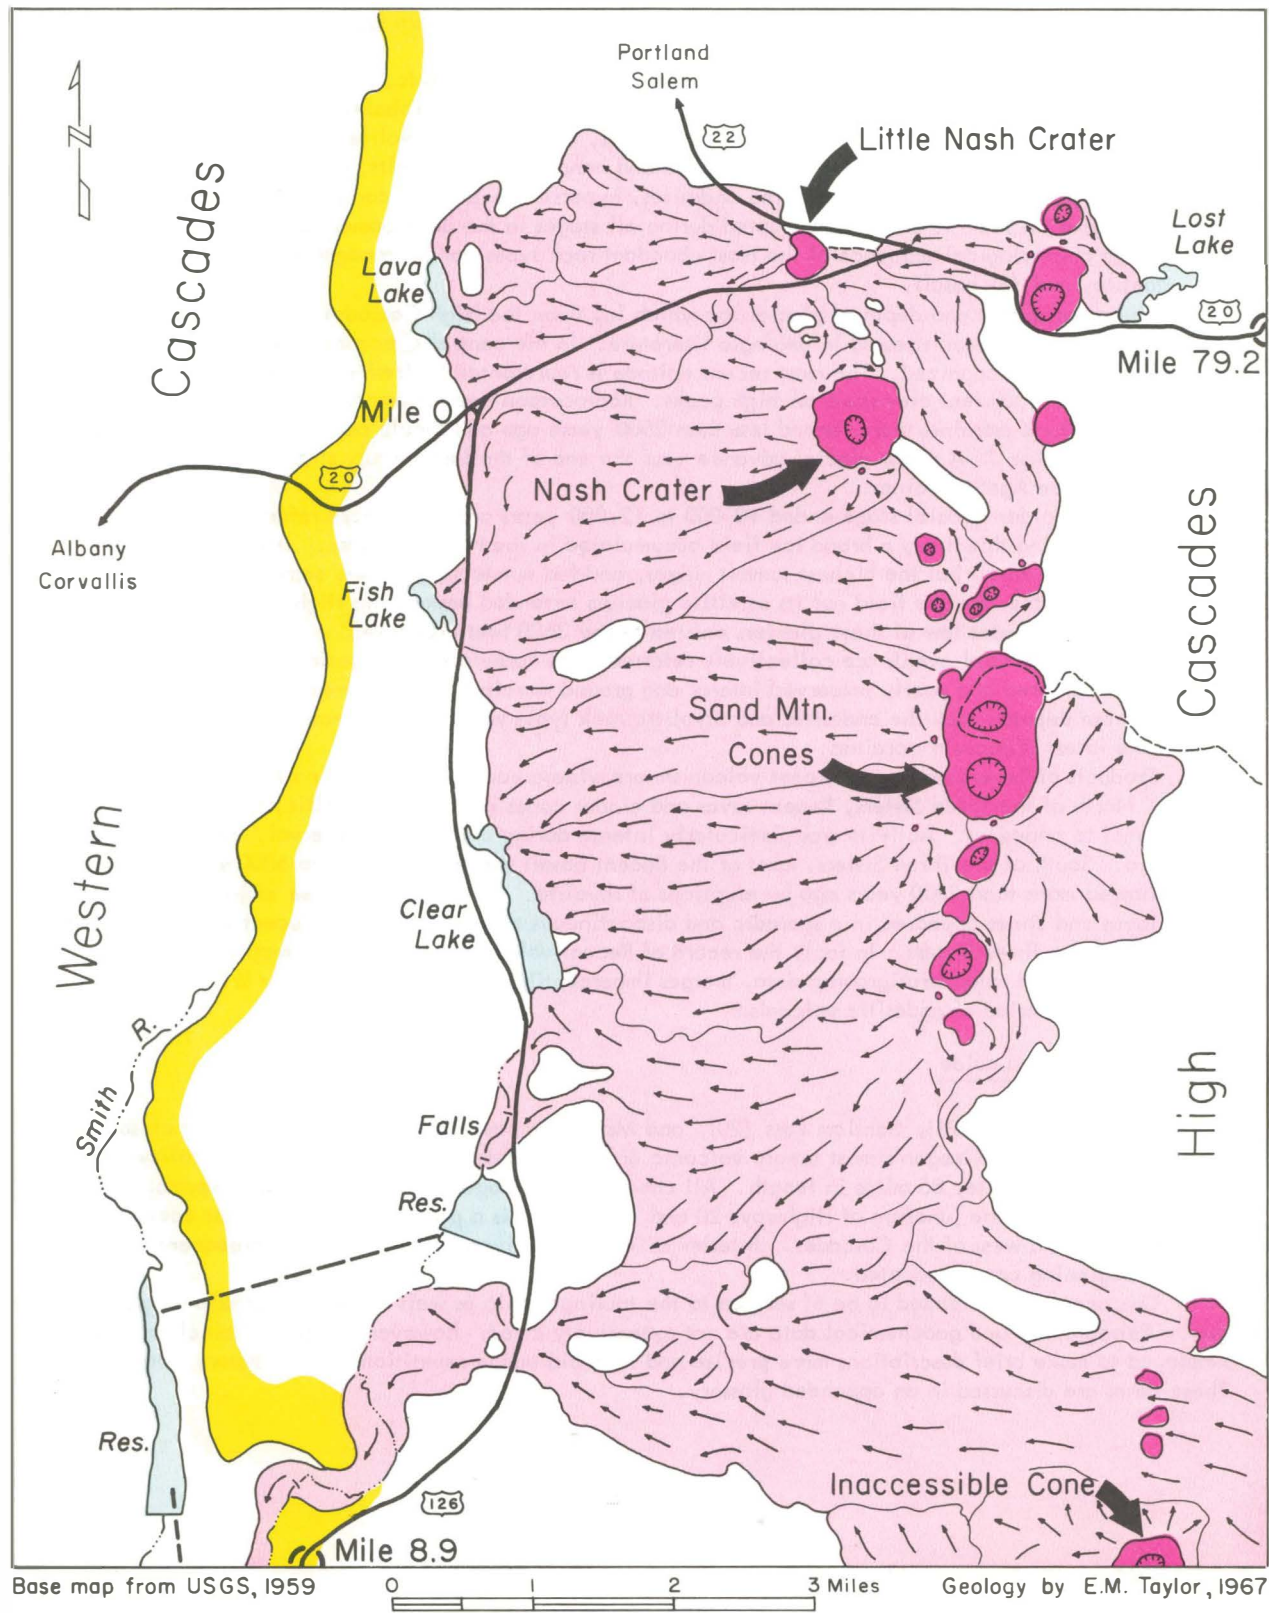 Portland
Salem
22
Little Nash Crater
N
Cascades
Lost
Lake
Lava
Lake
20
Mile 79.2
Mile 0
20
Nash Crater
Albany
Corvallis
Fish
Lake
Cascades
Sand Mtn.
Cones
Western
Clear
Lake
R.
Smith
High
Falls
Res.
Res.
Inaccessible Cone
126
Mile 8.9
Base map from USGS, 1959
0 1 2 3 Miles
Geology by E.M. Taylor, 1967